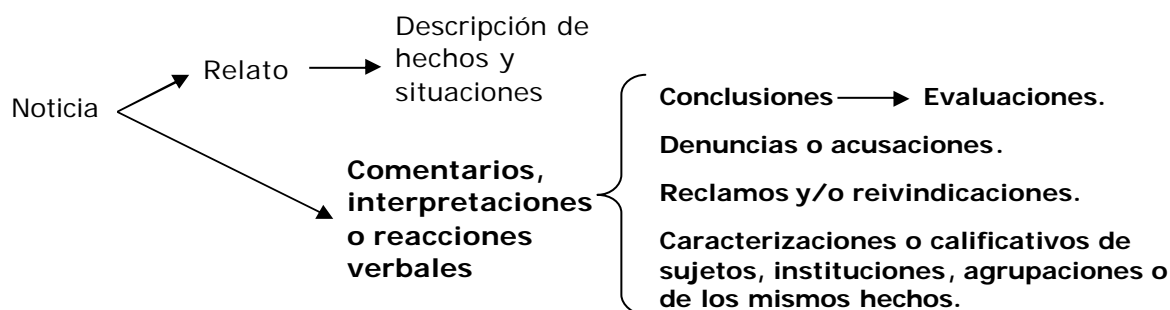 Noticia
Relato
Descripción de
hechos y
situaciones
Comentarios,
interpretaciones
o reacciones
verbales
Conclusiones
Evaluaciones.
Denuncias o acusaciones.
Reclamos y/o reivindicaciones.
Caracterizaciones o calificativos de
sujetos, instituciones, agrupaciones o
de los mismos hechos.